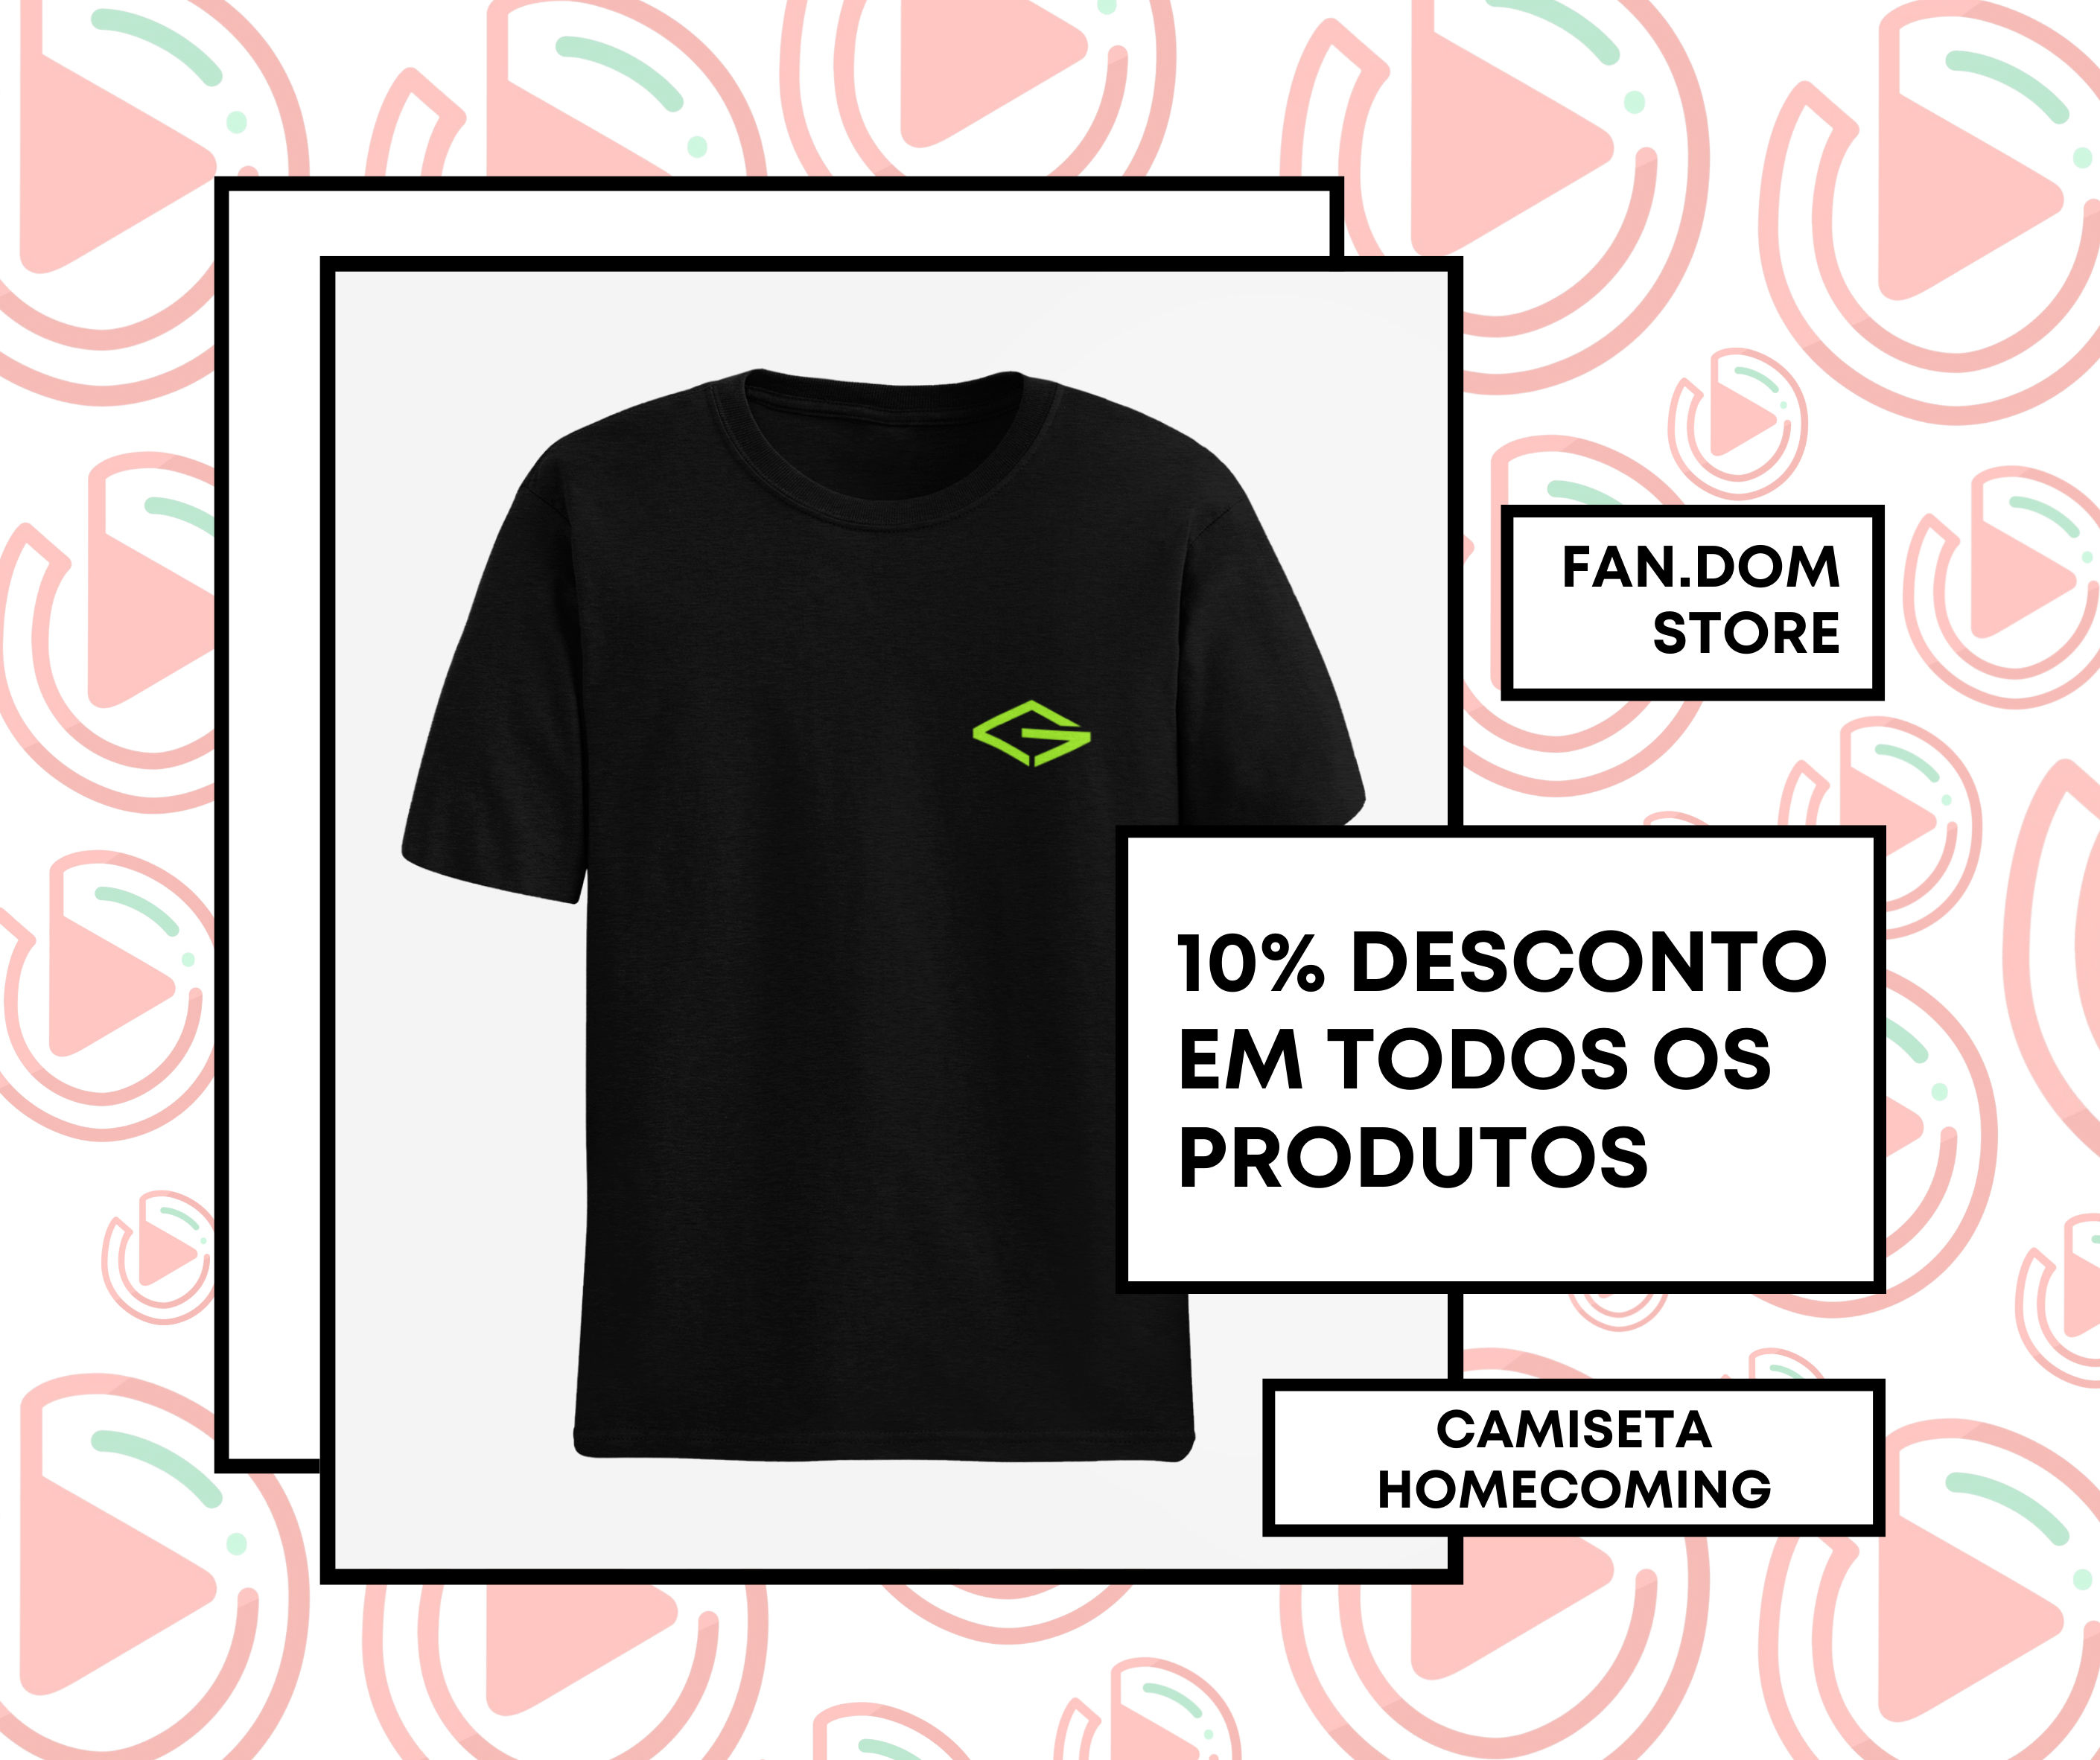 FAN.DOM
STORE
10% DESCONTO
EM TODOS OS
PRODUTOS
CAMISETA
HOMECOMING